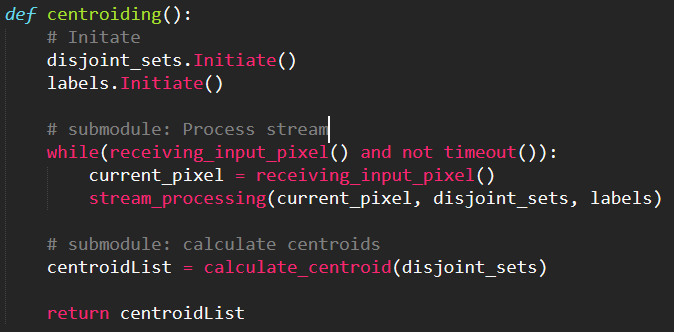 def centroiding():
    # Initate
    disjoint_sets.Initiate()
    labels.Initiate()
    # submodule: Process stream
    while(receiving_input_pixel() and not timeout()):
        current_pixel = receiving_input_pixel()
        stream_processing(current_pixel, disjoint_sets, labels)
    # submodule: calculate centroids
    centroidList = calculate_centroid(disjoint_sets)
    return centroidList